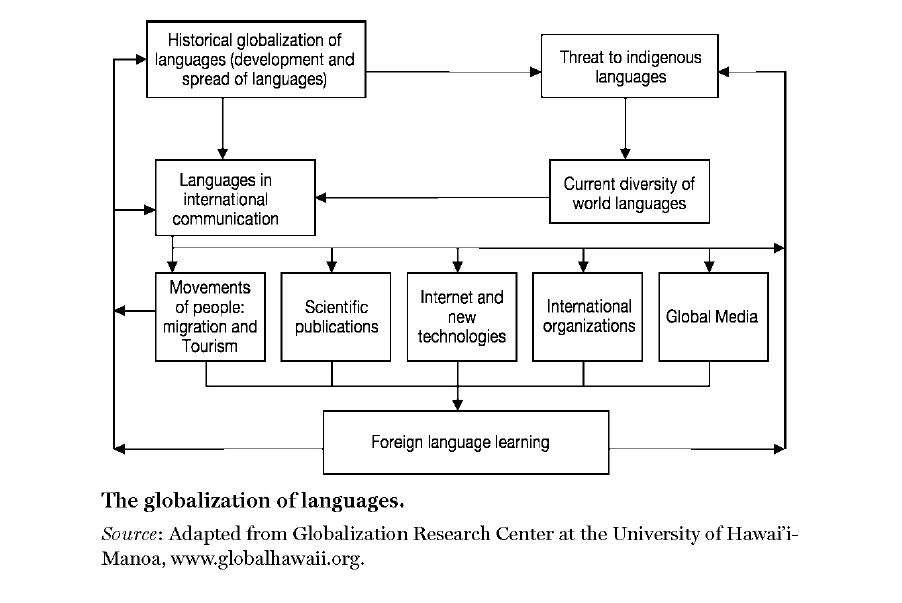 Historical globalization of
languages (development and
spread of languages)
Threat to indigenous
languages
Languages in
international
communication
Current diversity of
world languages
Movements
of people:
migration and
Tourism
Scientific
publications
Internet and
new
technologies
International
organizations
Global Media
Foreign language learning
The globalization of languages.
Source: Adapted from Globalization Research Center at the University of Hawai'i-
Manoa, www.globalhawaii.org.